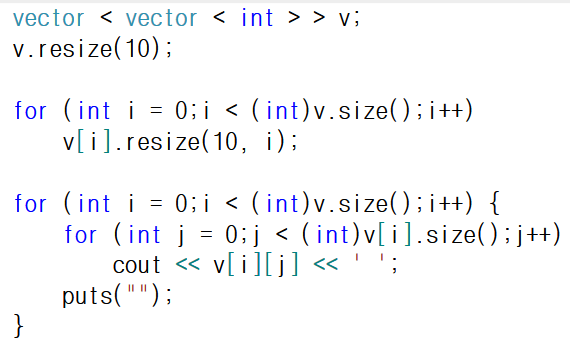 vector < vector < int > > v;
v.resize(10);
for (int i = 0;i < (int)v.size();i++)
v[i].resize(10, i);
for (int i = 0;i < (int)v.size();i++) {
for (int j = 0;j < (int)v[i].size();j++)
cout << v[i][j] << ' ';
puts("");
}